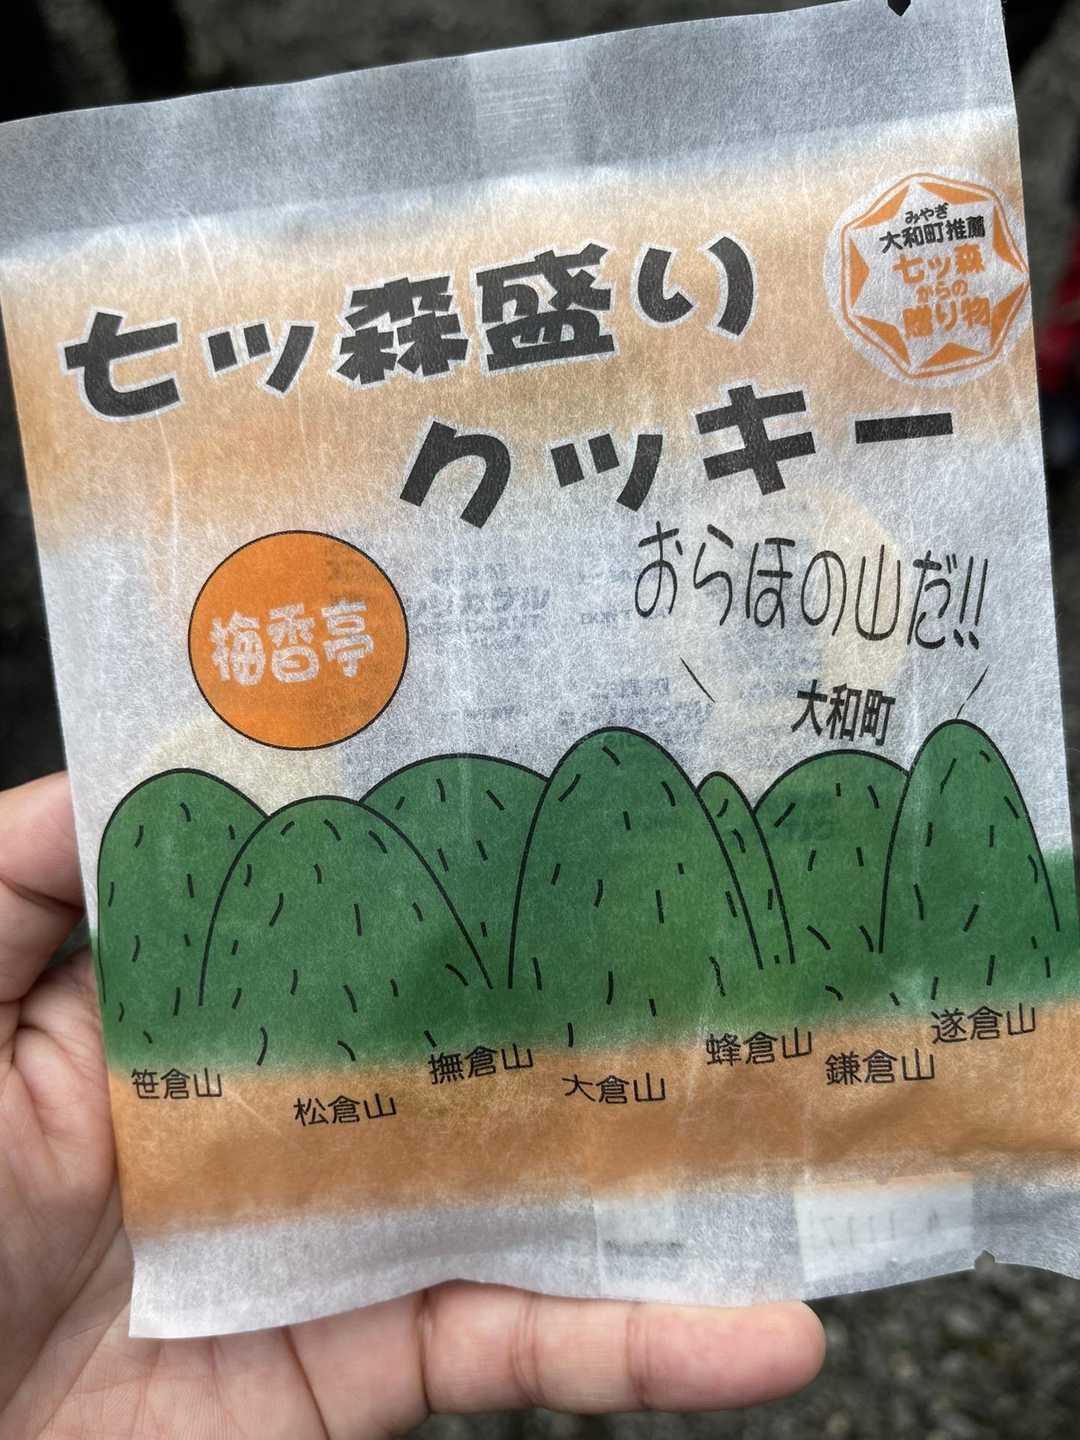 みやぎ
大和町推薦
七ッ森
からの
贈り物
七ッ森盛り
クッキー
おらほの山だ!!
梅香亭
大和町
笹倉山
松倉山
撫倉山
大倉山
蜂倉山
鎌倉山
遂倉山